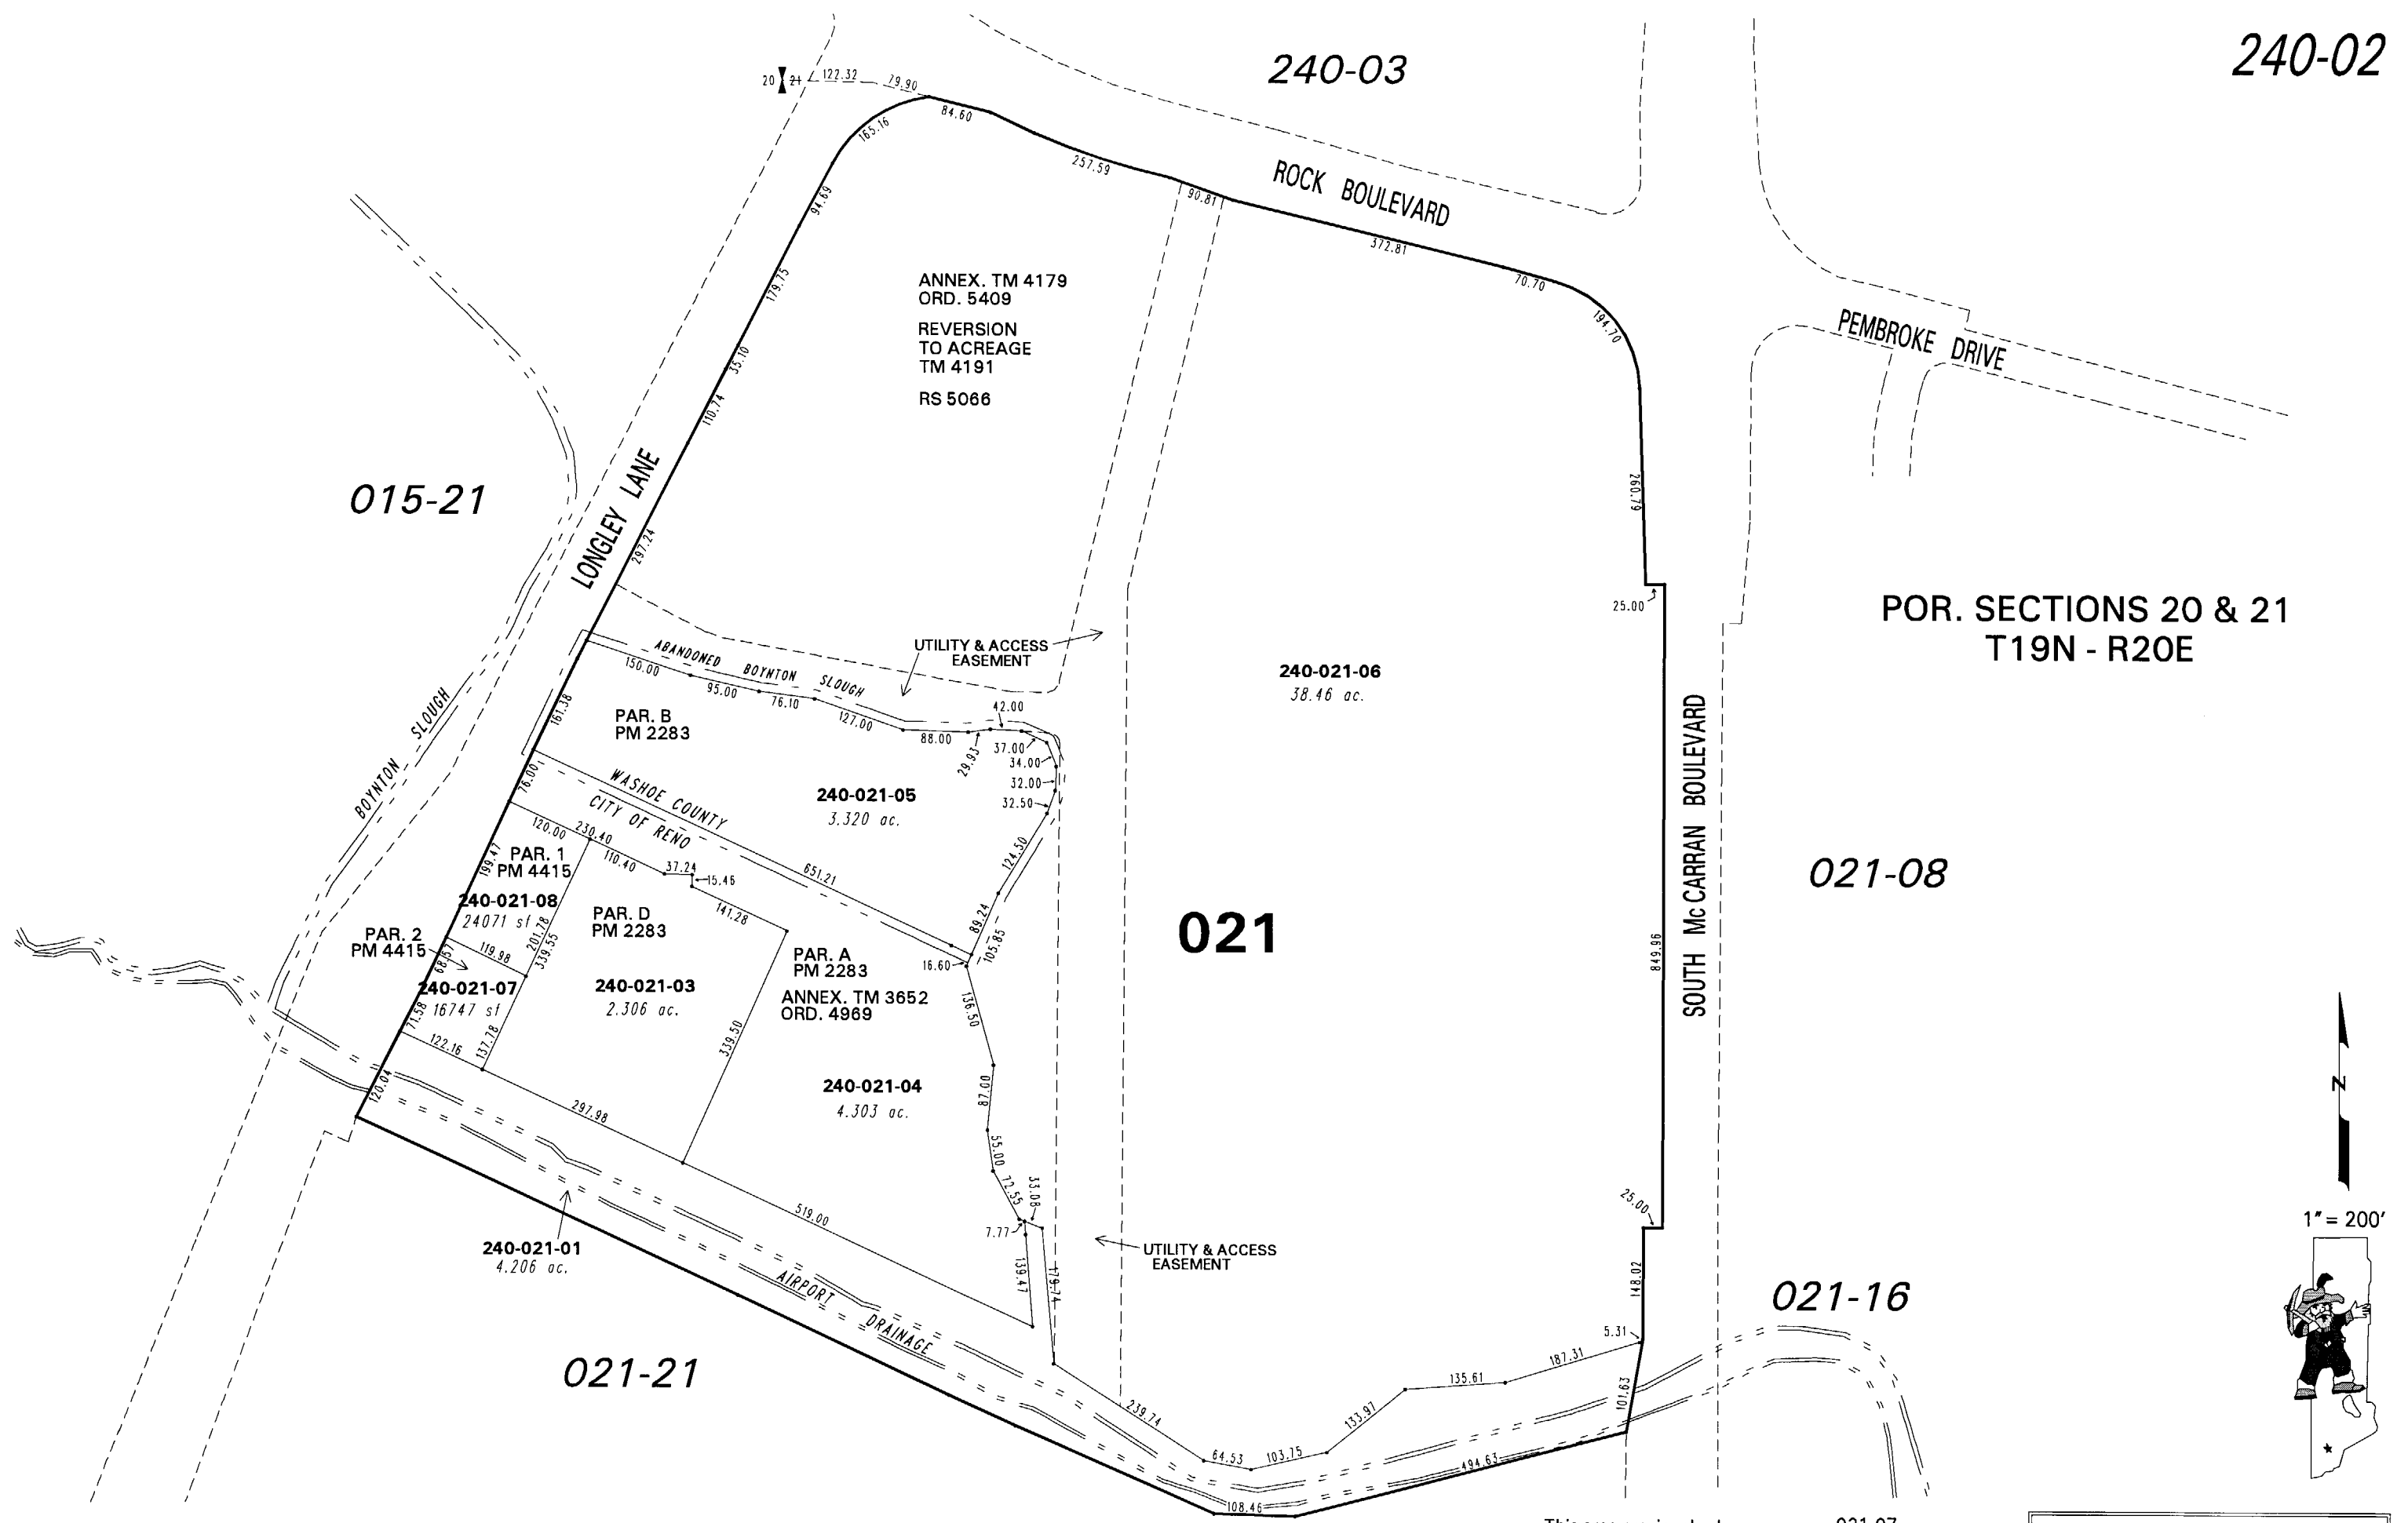 240-02
240-03
20 21 122.32 79.90
84.60
165.16
257.59
90.81
ROCK BOULEVARD
372.81
70.70
194.70
94.69
179.75
35.10
110.74
297.24
LONGLEY LANE
ANNEX. TM 4179
ORD. 5409
REVERSION
TO ACREAGE
TM 4191
RS 5066
PEMBROKE DRIVE
015-21
260.79
25.00
POR. SECTIONS 20 & 21
T19N - R20E
UTILITY & ACCESS
EASEMENT
ABANDONED BOYNTON SLOUGH
150.00
95.00
76.10
127.00
88.00
29.93
42.00
37.00
34.00
32.00
32.50
124.50
89.24
105.85
16.60
240-021-06
38.46 ac.
BOYNTON SLOUGH
161.38
76.00
PAR. B
PM 2283
WASHOE COUNTY
CITY OF RENO
240-021-05
3.320 ac.
651.21
120.00
230.40
110.40
37.24
15.46
141.28
199.47
PAR. 1
PM 4415
240-021-08
24071 sf
201.78
339.55
PAR. 2
PM 4415
68.57
119.98
240-021-07
16747 sf
71.58
122.16
137.78
PAR. D
PM 2283
240-021-03
2.306 ac.
339.50
PAR. A
PM 2283
ANNEX. TM 3652
ORD. 4969
240-021-04
4.303 ac.
136.50
87.00
55.00
72.55
33.08
7.77
139.47
179.74
021
SOUTH McCARRAN BOULEVARD
849.96
021-08
25.00
148.02
5.31
101.63
021-16
120.04
297.98
519.00
240-021-01
4.206 ac.
AIRPORT DRAINAGE
UTILITY & ACCESS
EASEMENT
021-21
239.74
64.53
103.75
133.97
135.61
187.31
494.63
108.46
N
1" = 200'